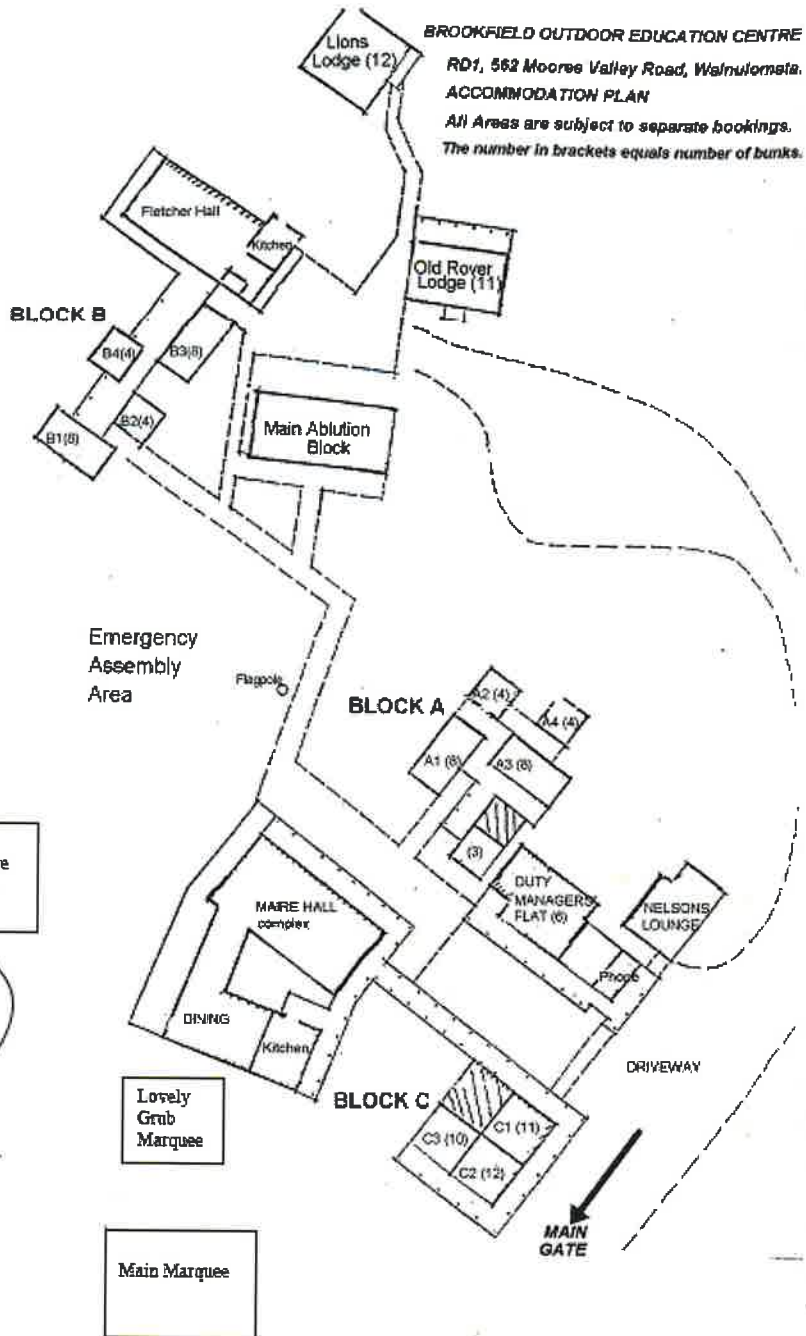 BROOKFIELD OUTDOOR EDUCATION CENTRE
RD1, 562 Moores Valley Road, Wainuiomata.
ACCOMMODATION PLAN
All Areas are subject to separate bookings.
The number in brackets equals number of bunks.
Lions
Lodge (12)
Fletcher Hall
Kitchen
Old Rover
Lodge (11)
BLOCK B
B4(4)
B3(8)
B2(4)
B1(8)
Main Ablution
Block
Emergency
Assembly
Area
Flagpole
BLOCK A
A2 (4)
A4 (4)
A1 (8)
A3 (8)
(3)
DUTY
MANAGERS'
FLAT (6)
NELSONS
LOUNGE
Phone
MAIRE HALL
complex
DINING
Kitchen
DRIVEWAY
BLOCK C
C1 (11)
C3 (10)
C2 (12)
Lovely
Grub
Marquee
MAIN
GATE
Main Marquee